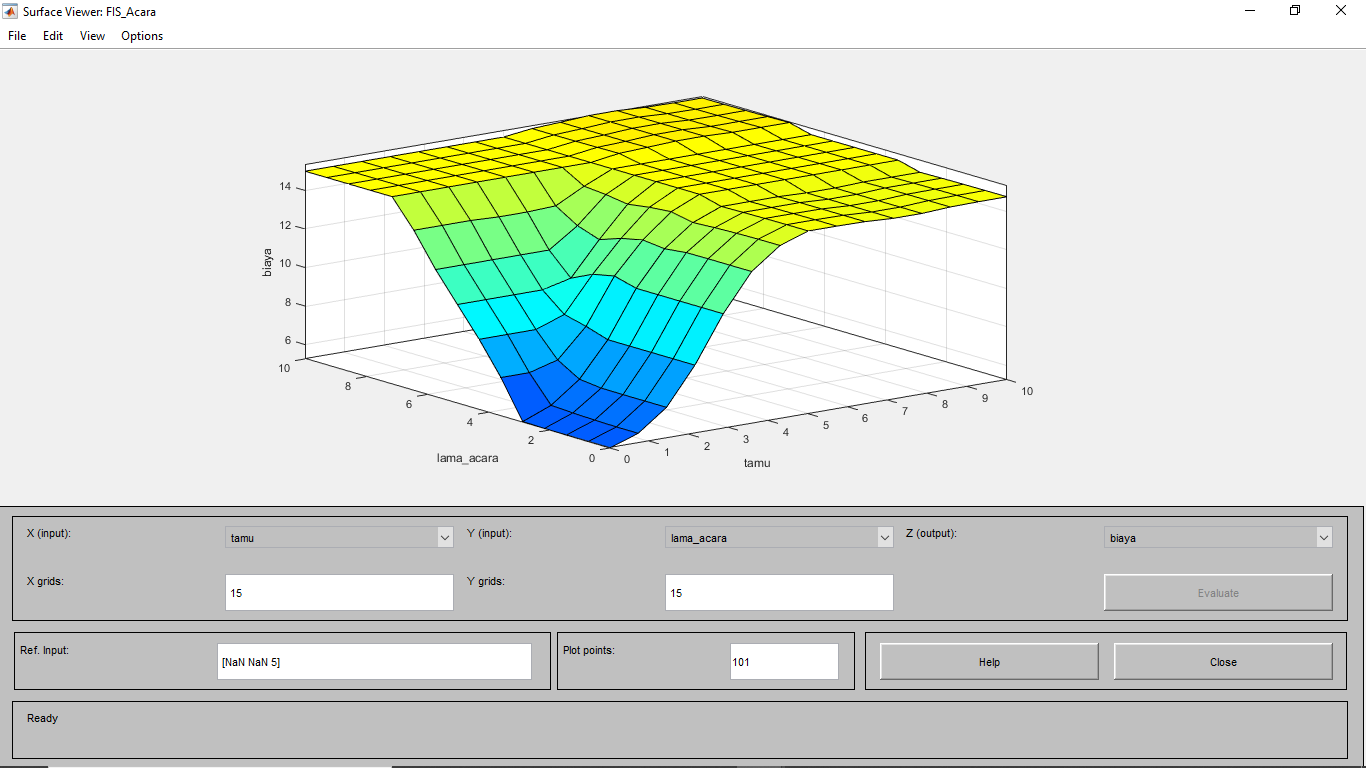 Surface Viewer: FIS_Acara
File Edit View Options
14
12
10
8
6
biaya
10
8
6
4
2
0
lama_acara
0
1
2
3
4
5
6
7
8
9
10
tamu
X (input): tamu Y (input): lama_acara Z (output): biaya
X grids: 15 Y grids: 15 Evaluate
Ref. Input: [NaN NaN 5] Plot points: 101 Help Close
Ready